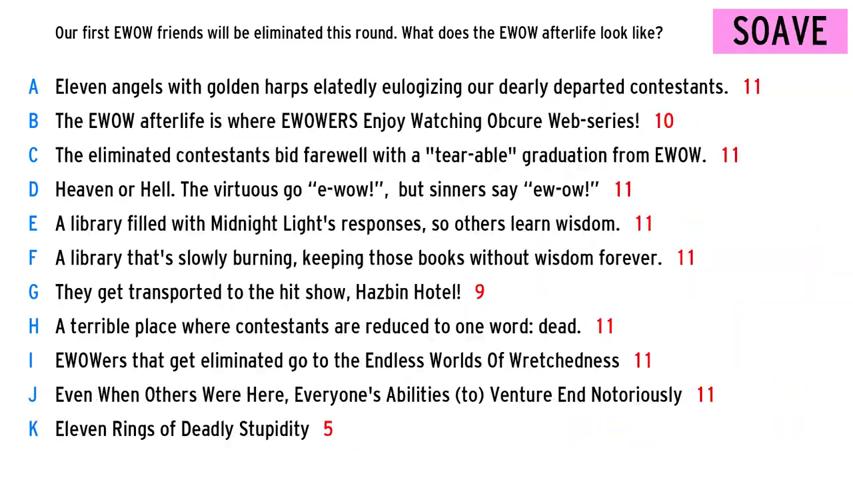 Our first EWOW friends will be eliminated this round. What does the EWOW afterlife look like?
SOAVE
A Eleven angels with golden harps elatedly eulogizing our dearly departed contestants. 11
B The EWOW afterlife is where EWOWERS Enjoy Watching Obcure Web-series! 10
C The eliminated contestants bid farewell with a "tear-able" graduation from EWOW. 11
D Heaven or Hell. The virtuous go “e-wow!”, but sinners say “ew-ow!” 11
E A library filled with Midnight Light's responses, so others learn wisdom. 11
F A library that's slowly burning, keeping those books without wisdom forever. 11
G They get transported to the hit show, Hazbin Hotel! 9
H A terrible place where contestants are reduced to one word: dead. 11
I EWOWers that get eliminated go to the Endless Worlds Of Wretchedness 11
J Even When Others Were Here, Everyone's Abilities (to) Venture End Notoriously 11
K Eleven Rings of Deadly Stupidity 5